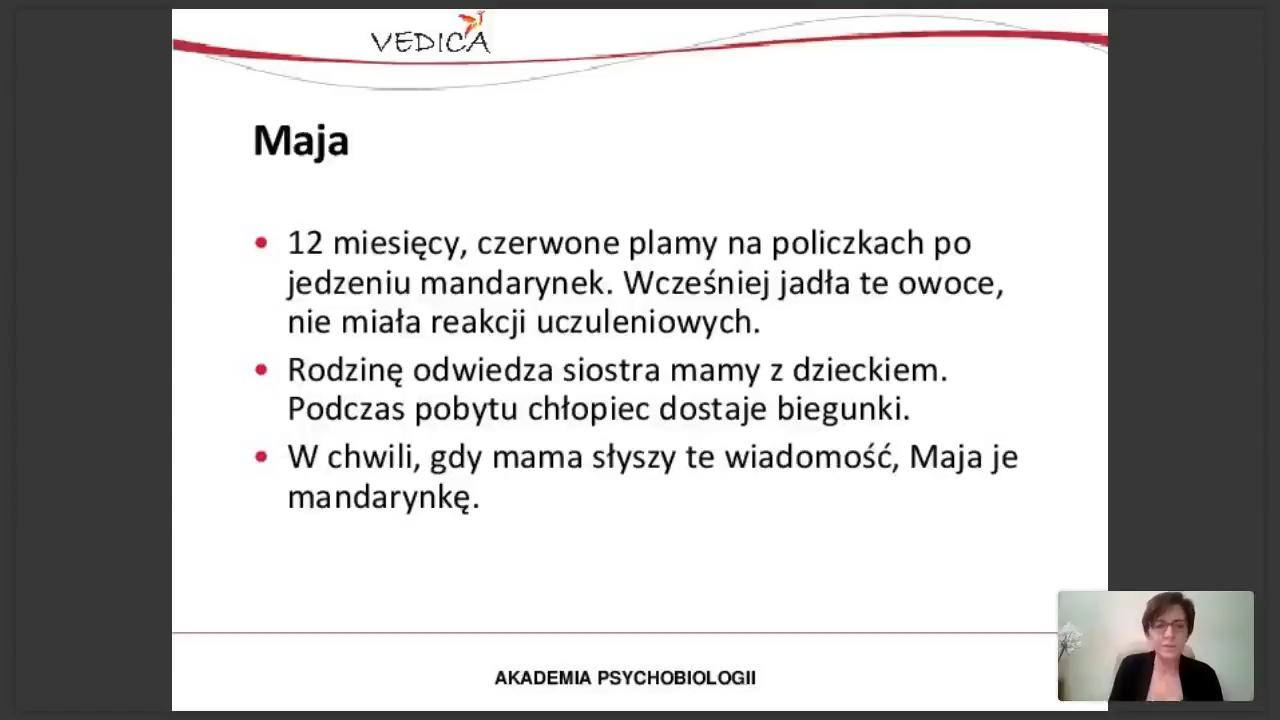 VEDICA
Maja
• 12 miesięcy, czerwone plamy na policzkach po
jedzeniu mandarynek. Wcześniej jadła te owoce,
nie miała reakcji uczuleniowych.
• Rodzinę odwiedza siostra mamy z dzieckiem.
Podczas pobytu chłopiec dostaje biegunki.
• W chwili, gdy mama słyszy te wiadomość, Maja je
mandarynkę.
AKADEMIA PSYCHOBIOLOGII